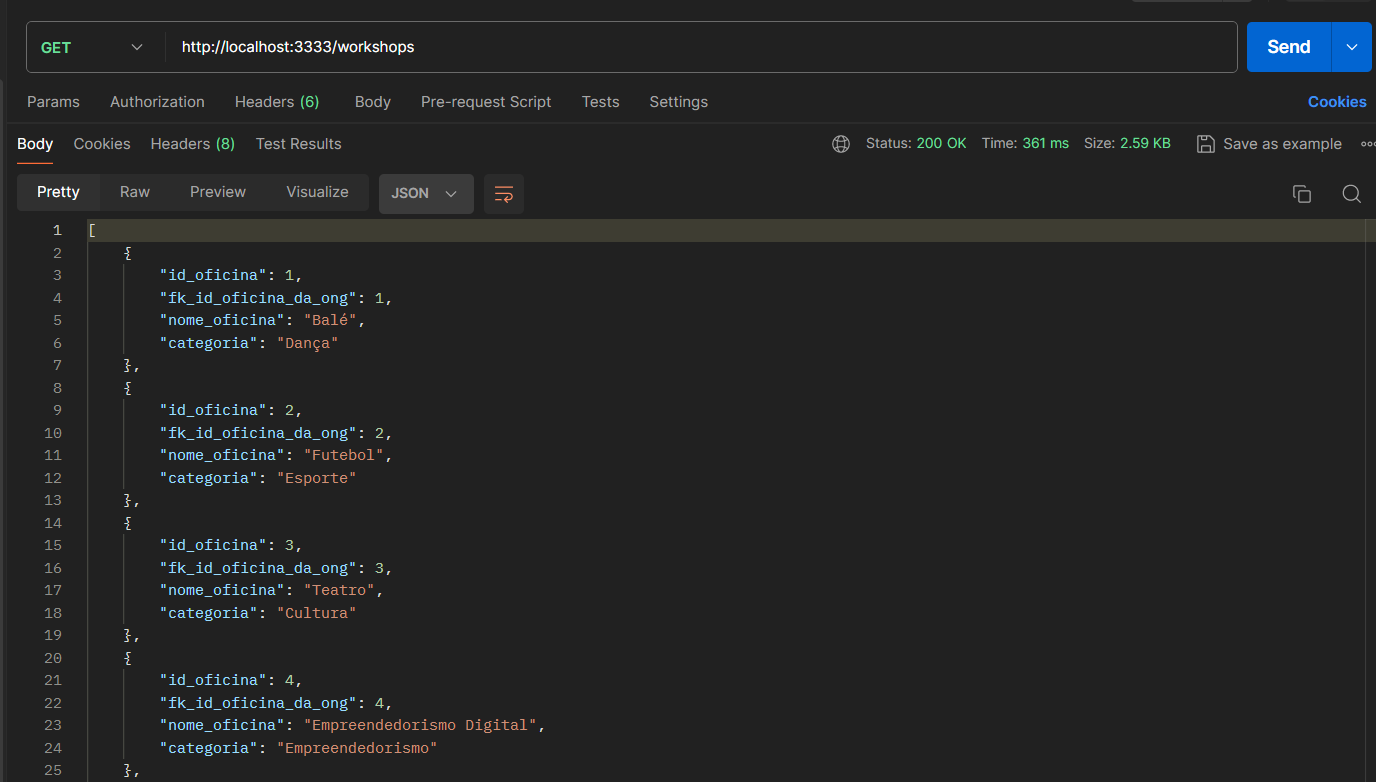 GET http://localhost:3333/workshops Send
Params Authorization Headers (6) Body Pre-request Script Tests Settings Cookies
Body Cookies Headers (8) Test Results Status: 200 OK Time: 361 ms Size: 2.59 KB Save as example
Pretty Raw Preview Visualize JSON
1 [
2 {
3 "id_oficina": 1,
4 "fk_id_oficina_da_ong": 1,
5 "nome_oficina": "Balé",
6 "categoria": "Dança"
7 },
8 {
9 "id_oficina": 2,
10 "fk_id_oficina_da_ong": 2,
11 "nome_oficina": "Futebol",
12 "categoria": "Esporte"
13 },
14 {
15 "id_oficina": 3,
16 "fk_id_oficina_da_ong": 3,
17 "nome_oficina": "Teatro",
18 "categoria": "Cultura"
19 },
20 {
21 "id_oficina": 4,
22 "fk_id_oficina_da_ong": 4,
23 "nome_oficina": "Empreendedorismo Digital",
24 "categoria": "Empreendedorismo"
25 },